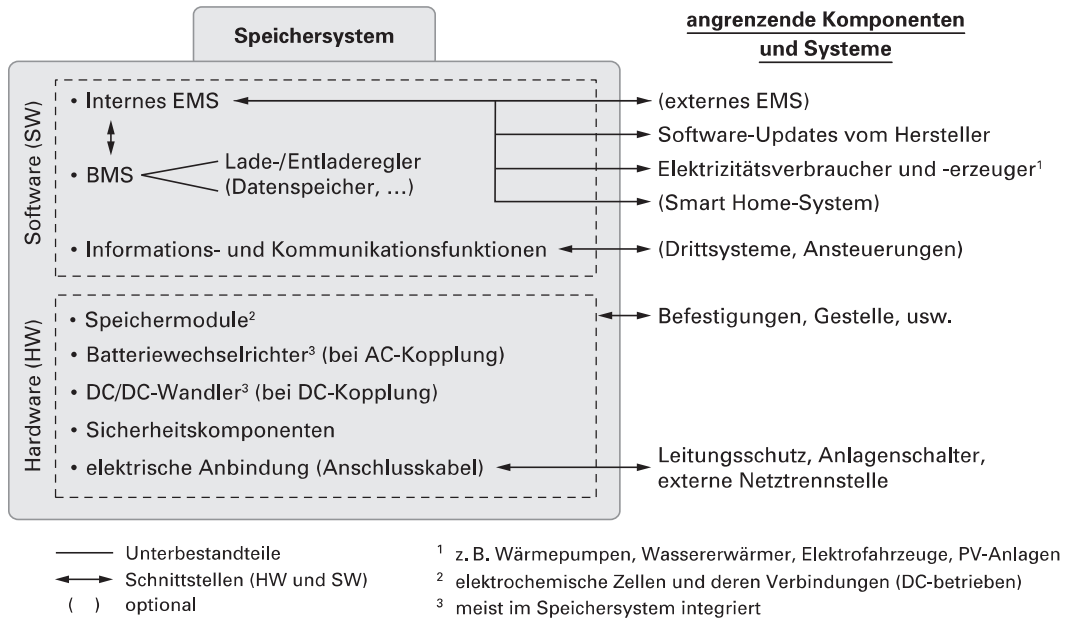 Speichersystem
angrenzende Komponenten
und Systeme
Software (SW)
• Internes EMS
(externes EMS)
Software-Updates vom Hersteller
• BMS
Lade-/Entladeregler
(Datenspeicher, ...)
Elektrizitätsverbraucher und -erzeuger¹
(Smart Home-System)
• Informations- und Kommunikationsfunktionen
(Drittsysteme, Ansteuerungen)
Hardware (HW)
• Speichermodule²
Befestigungen, Gestelle, usw.
• Batteriewechselrichter³ (bei AC-Kopplung)
• DC/DC-Wandler³ (bei DC-Kopplung)
• Sicherheitskomponenten
• elektrische Anbindung (Anschlusskabel)
Leitungsschutz, Anlagenschalter,
externe Netztrennstelle
Unterbestandteile
Schnittstellen (HW und SW)
( ) optional
¹ z. B. Wärmepumpen, Wassererwärmer, Elektrofahrzeuge, PV-Anlagen
² elektrochemische Zellen und deren Verbindungen (DC-betrieben)
³ meist im Speichersystem integriert